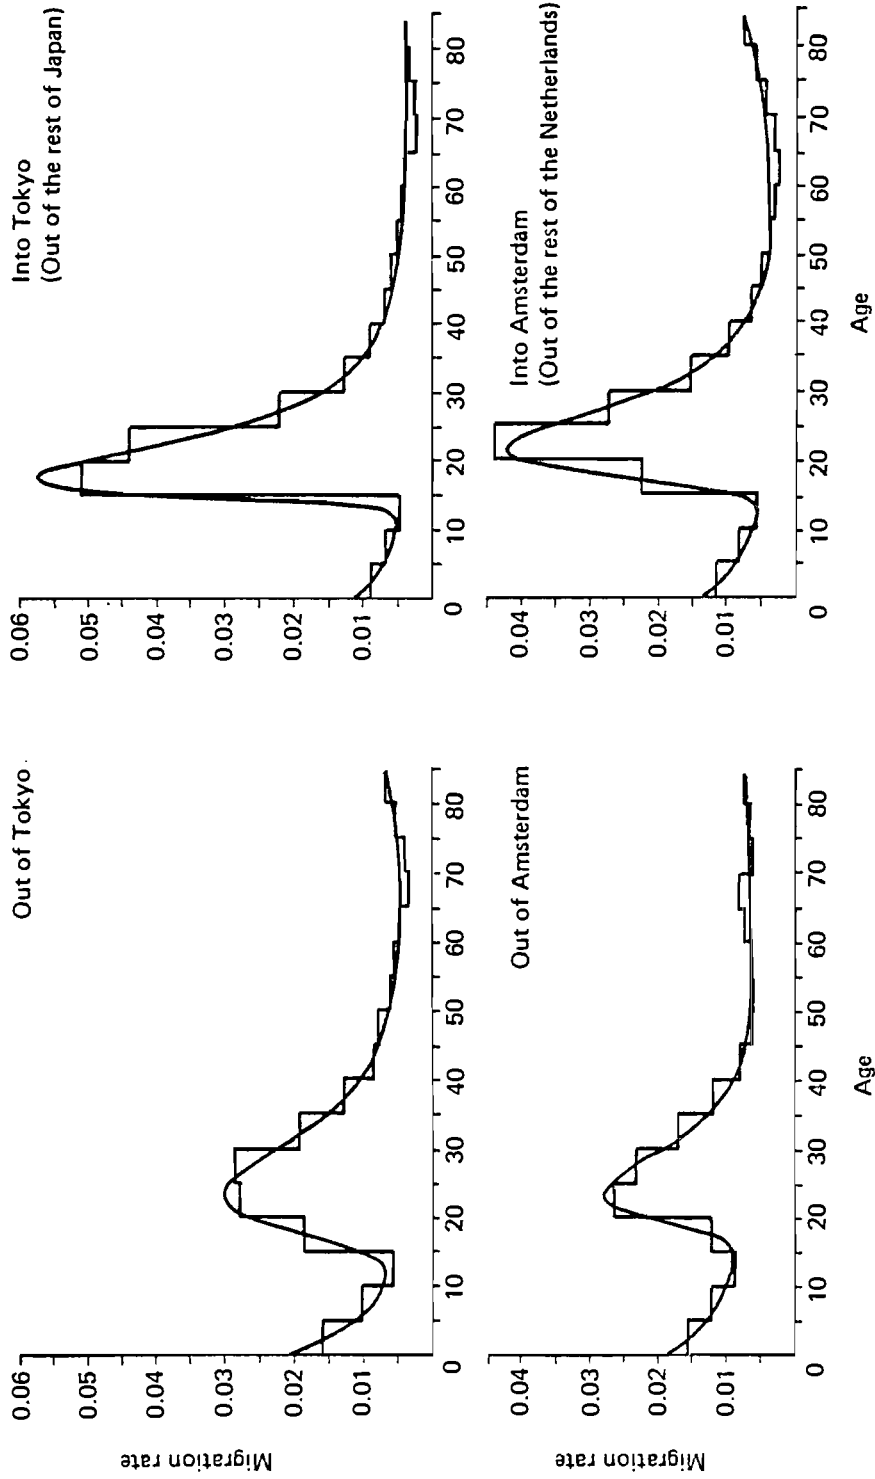 Out of Tokyo
0.06
0.05
0.04
0.03
0.02
0.01
Migration rate
0 10 20 30 40 50 60 70 80
Into Tokyo
(Out of the rest of Japan)
0.06
0.05
0.04
0.03
0.02
0.01
0 10 20 30 40 50 60 70 80
Out of Amsterdam
0.04
0.03
0.02
0.01
Migration rate
0 10 20 30 40 50 60 70 80
Age
Into Amsterdam
(Out of the rest of the Netherlands)
0.04
0.03
0.02
0.01
0 10 20 30 40 50 60 70 80
Age